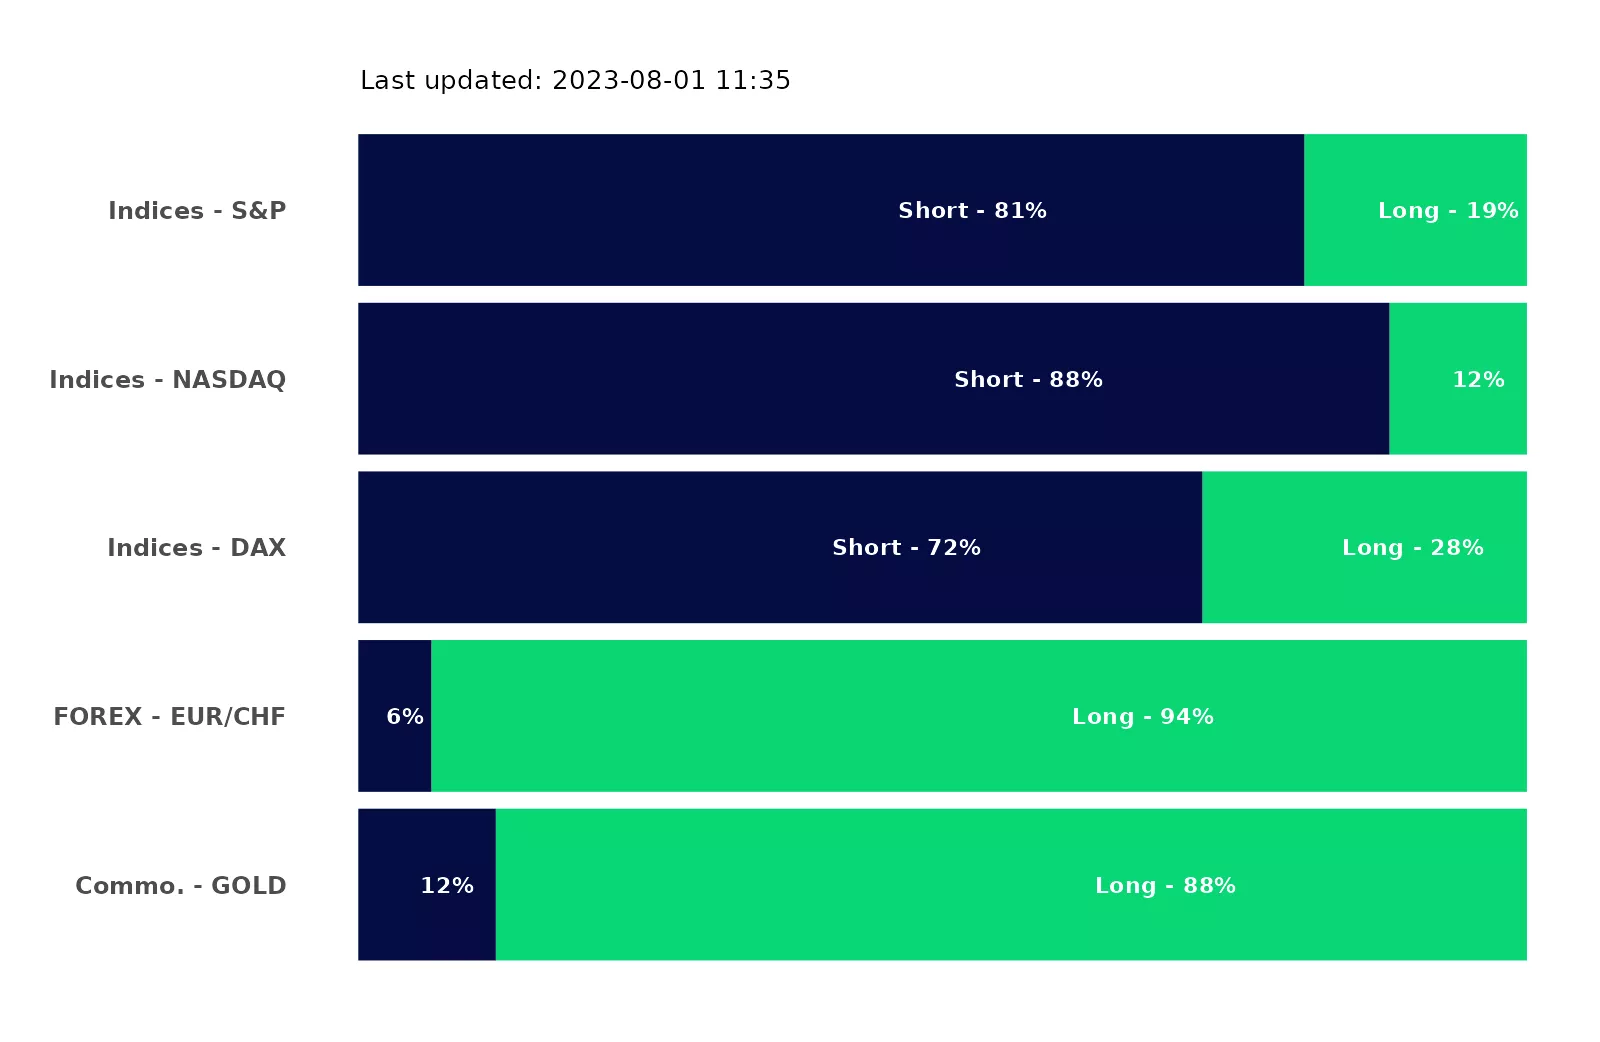 Last updated: 2023-08-01 11:35
Indices - S&P Short - 81% Long - 19%
Indices - NASDAQ Short - 88% 12%
Indices - DAX Short - 72% Long - 28%
FOREX - EUR/CHF 6% Long - 94%
Commo. - GOLD 12% Long - 88%